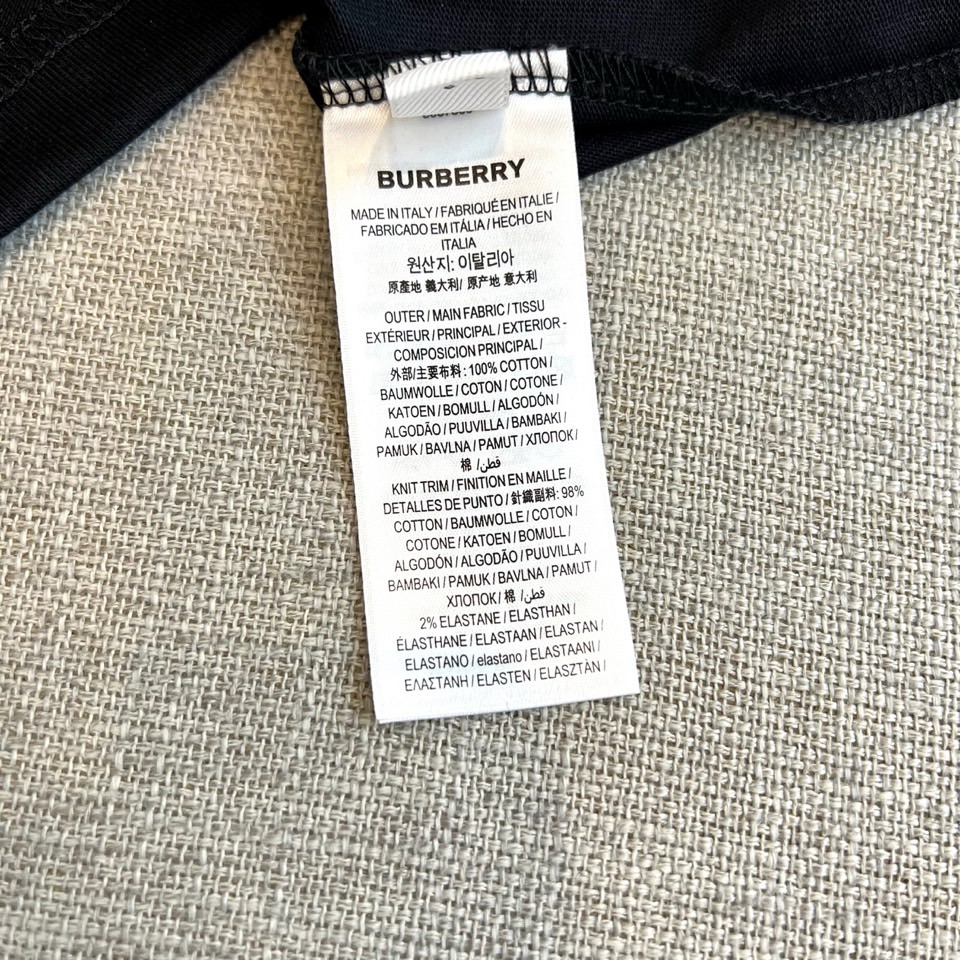 BURBERRY
MADE IN ITALY / FABRIQUÉ EN ITALIE /
FABRICADO EM ITÁLIA / HECHO EN
ITALIA
원산지: 이탈리아
原產地 義大利/ 原产地 意大利
OUTER / MAIN FABRIC / TISSU
EXTÉRIEUR / PRINCIPAL / EXTERIOR -
COMPOSICION PRINCIPAL /
外部/主要布料: 100% COTTON /
BAUMWOLLE / COTON / COTONE /
KATOEN / BOMULL / ALGODÓN /
ALGODÃO / PUUVILLA / BAMBAKI /
PAMUK / BAVLNA / PAMUT / ХЛОПОК /
棉 /قطن
KNIT TRIM / FINITION EN MAILLE /
DETALLES DE PUNTO / 針織副料: 98%
COTTON / BAUMWOLLE / COTON /
COTONE / KATOEN / BOMULL /
ALGODÓN / ALGODÃO / PUUVILLA /
BAMBAKI / PAMUK / BAVLNA / PAMUT /
ХЛОПОК/ 棉 /قطن
2% ELASTANE / ELASTHAN /
ÉLASTHANE / ELASTAAN / ELASTAN /
ELASTANO / elastano / ELASTAANI /
ΕΛΑΣΤΑΝΗ / ELASTEN / ELASZTÁN /